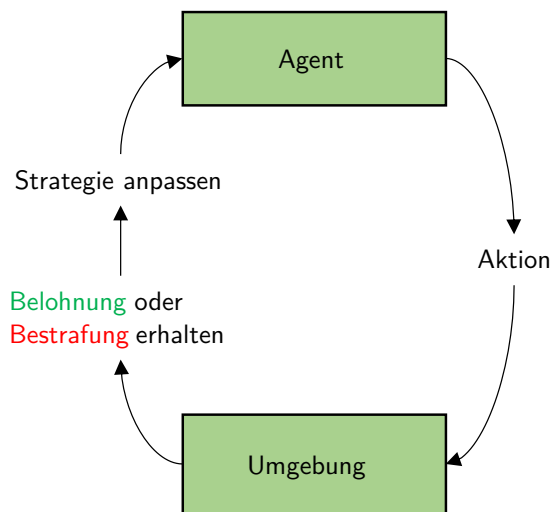 Agent
Strategie anpassen
Aktion
Belohnung oder
Bestrafung erhalten
Umgebung